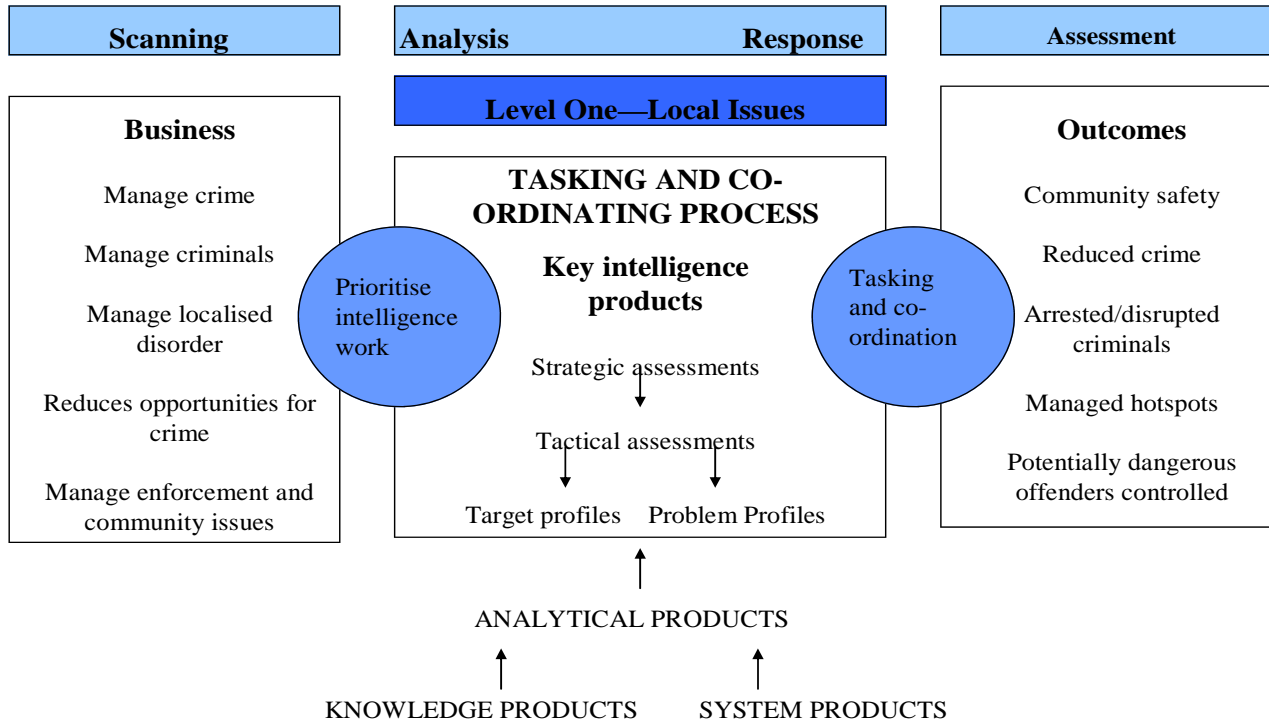 Scanning
Analysis Response
Assessment
Level One—Local Issues
Business
Manage crime
Manage criminals
Manage localised
disorder
Reduces opportunities for
crime
Manage enforcement and
community issues
Prioritise
intelligence
work
TASKING AND CO-
ORDINATING PROCESS
Key intelligence
products
Strategic assessments
Tactical assessments
Target profiles Problem Profiles
Tasking
and co-
ordination
Outcomes
Community safety
Reduced crime
Arrested/disrupted
criminals
Managed hotspots
Potentially dangerous
offenders controlled
ANALYTICAL PRODUCTS
KNOWLEDGE PRODUCTS SYSTEM PRODUCTS